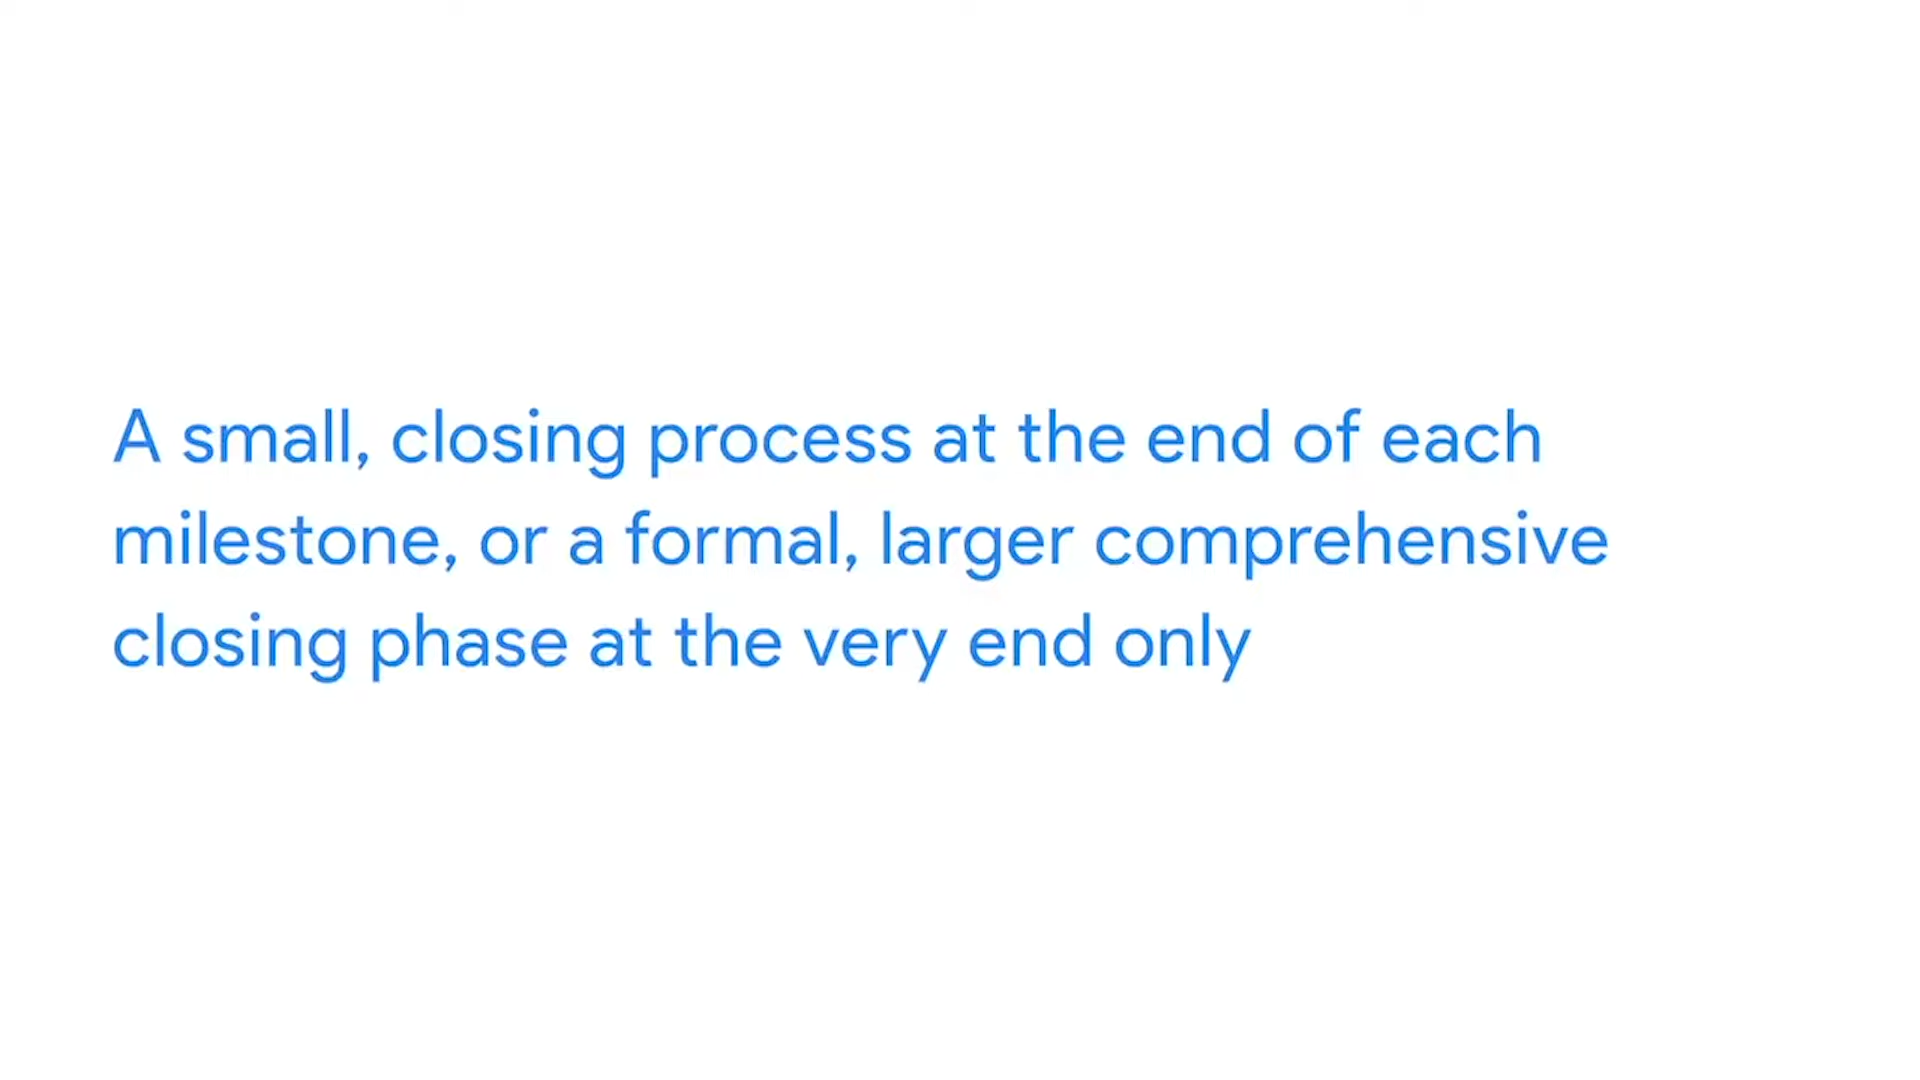 A small, closing process at the end of each
milestone, or a formal, larger comprehensive
closing phase at the very end only